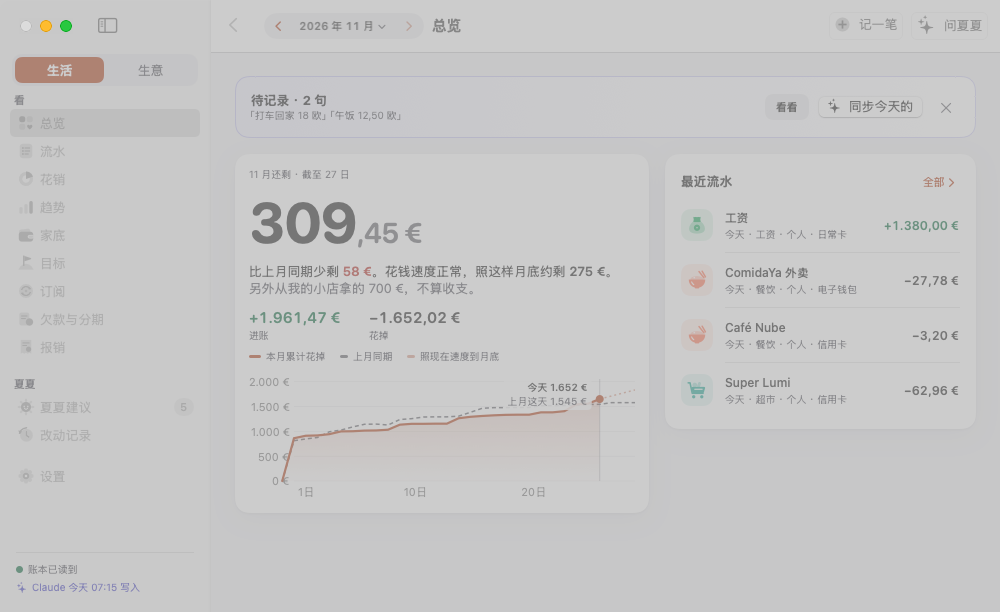 生活
生意
看
总览
流水
花销
趋势
家底
目标
订阅
欠款与分期
报销
夏夏
夏夏建议
5
改动记录
设置
账本已读到
Claude 今天 07:15 写入
2026 年 11 月
总览
记一笔
问夏夏
待记录 · 2 句
「打车回家 18 欧」「午饭 12,50 欧」
看看
同步今天的
11 月还剩 · 截至 27 日
309,45 €
比上月同期少剩 58 €。花钱速度正常，照这样月底约剩 275 €。
另外从我的小店拿的 700 €，不算收支。
+1.961,47 €
进账
−1.652,02 €
花掉
本月累计花掉
上月同期
照现在速度到月底
2.000 €
1.500 €
1.000 €
500 €
0 €
今天 1.652 €
上月这天 1.545 €
1日
10日
20日
最近流水
全部
工资
今天 · 工资 · 个人 · 日常卡
+1.380,00 €
ComidaYa 外卖
今天 · 餐饮 · 个人 · 电子钱包
−27,78 €
Café Nube
今天 · 餐饮 · 个人 · 信用卡
−3,20 €
Super Lumi
今天 · 超市 · 个人 · 信用卡
−62,96 €